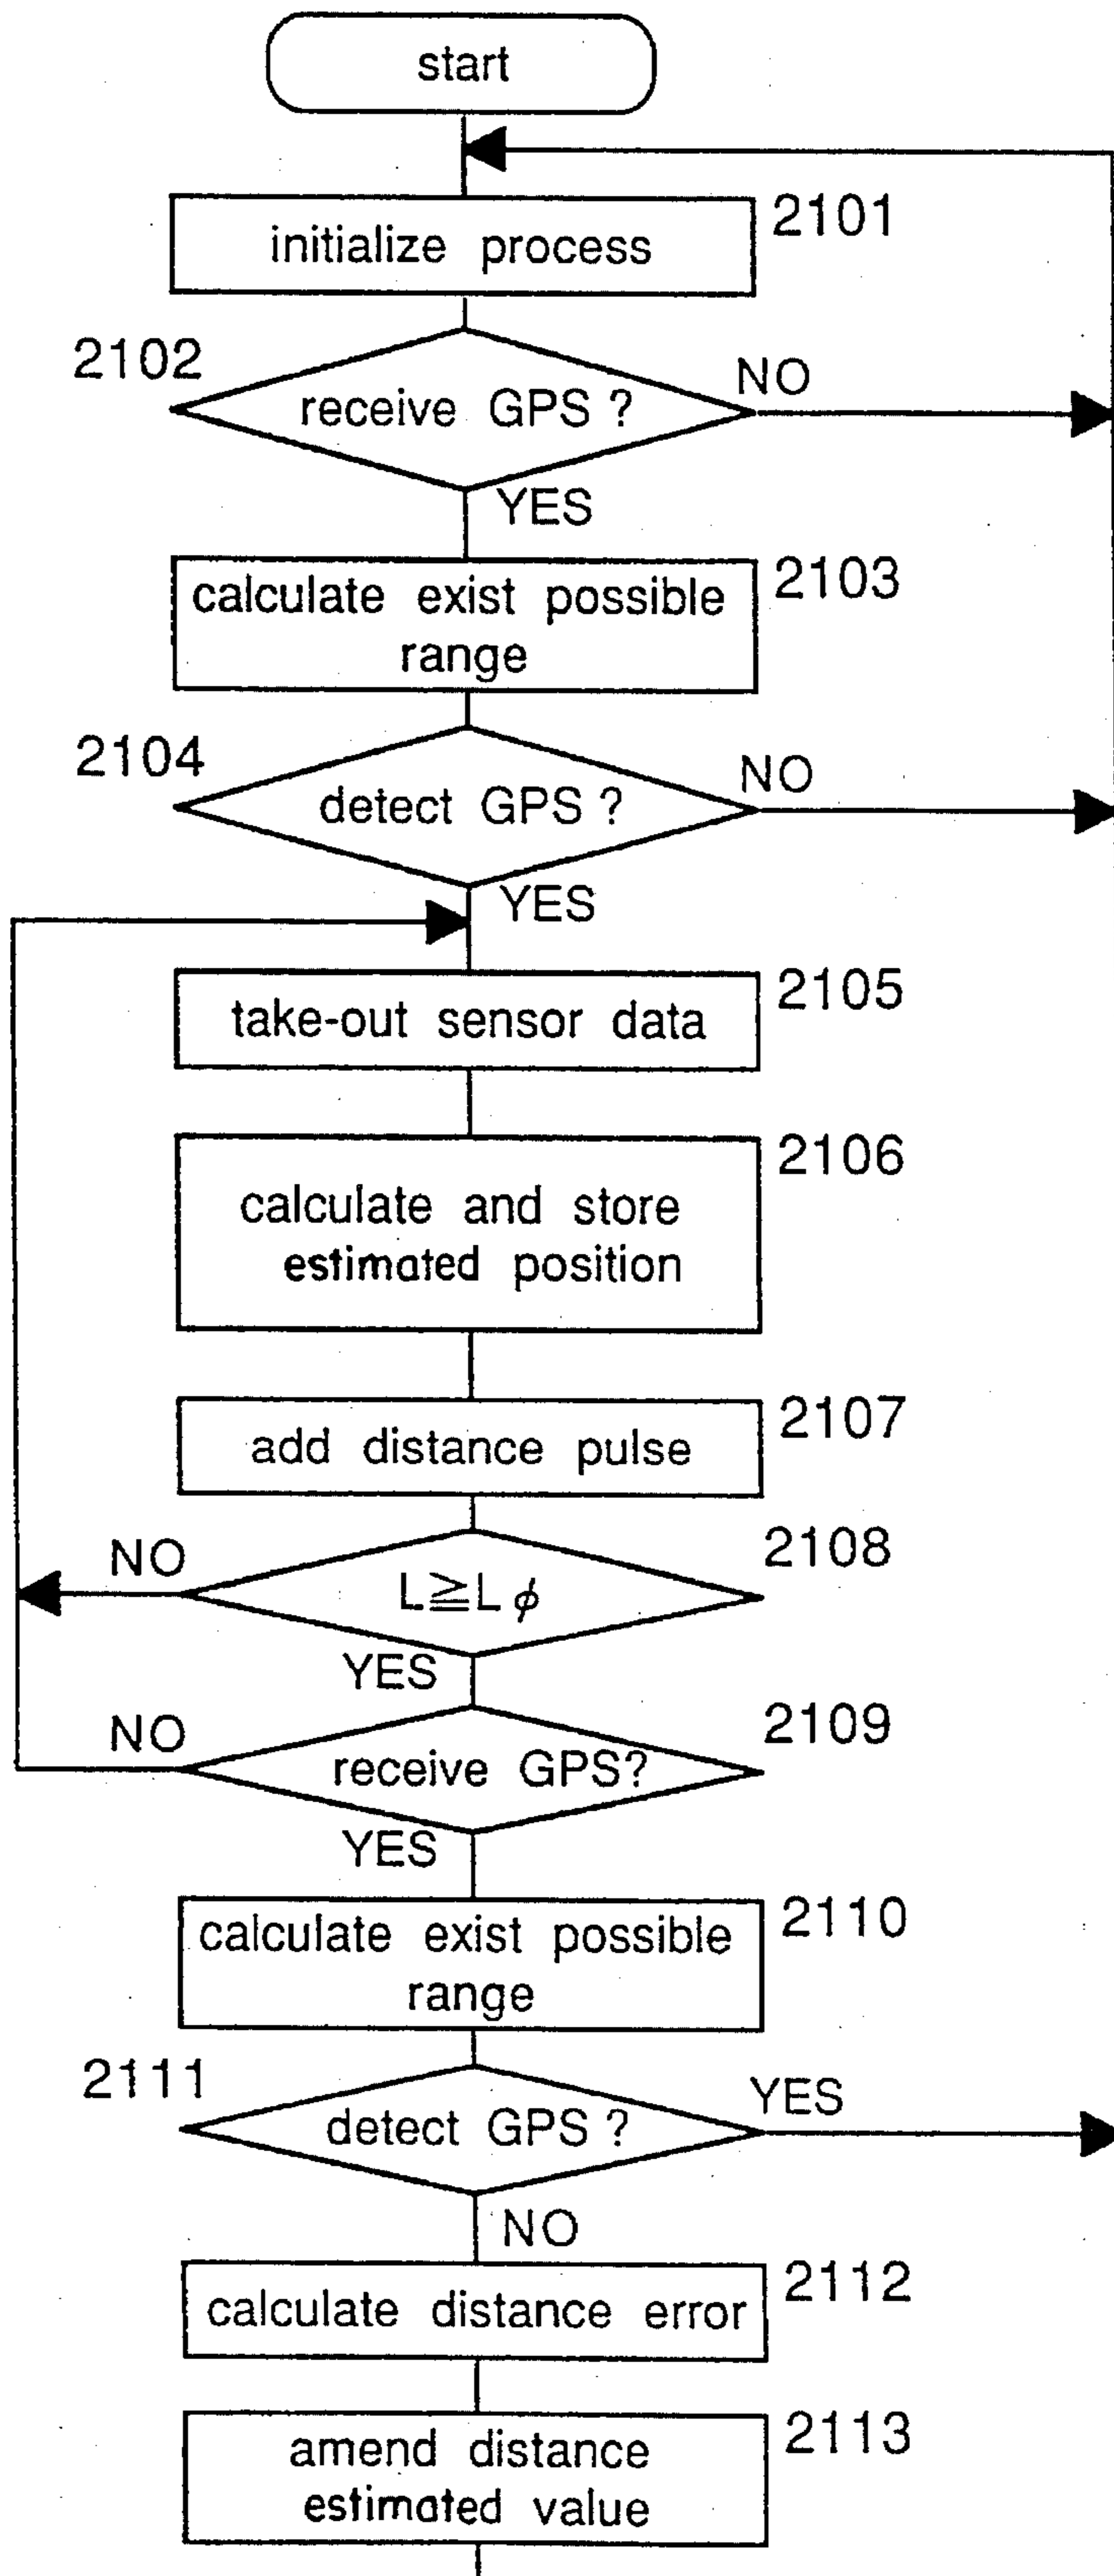 start
2101
initialize process
2102
receive GPS ?
NO
YES
2103
calculate exist possible
range
2104
detect GPS ?
NO
YES
2105
take-out sensor data
2106
calculate and store
estimated position
2107
add distance pulse
NO
2108
L≧Lφ
YES
NO
2109
receive GPS?
YES
2110
calculate exist possible
range
2111
detect GPS ?
YES
NO
2112
calculate distance error
2113
amend distance
estimated value